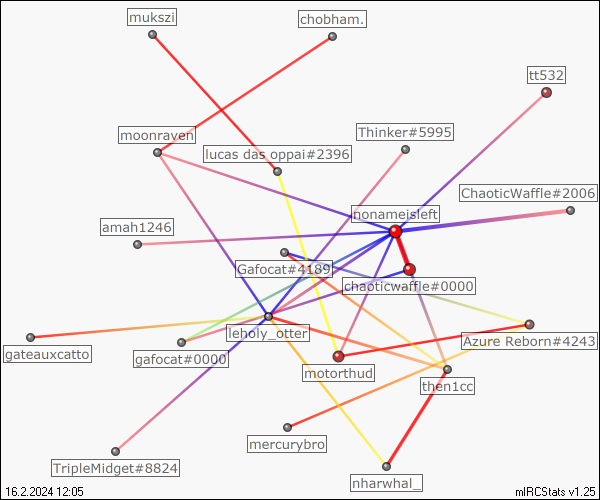 mukszi
chobham.
tt532
moonraven
Thinker#5995
lucas das oppai#2396
ChaoticWaffle#2006
nonameisleft
amah1246
Gafocat#4189
chaoticwaffle#0000
leholy_otter
Azure Reborn#4243
gateauxcatto
gafocat#0000
motorthud
then1cc
mercurybro
TripleMidget#8824
nharwhal_
16.2.2024 12:05
mIRCStats v1.25